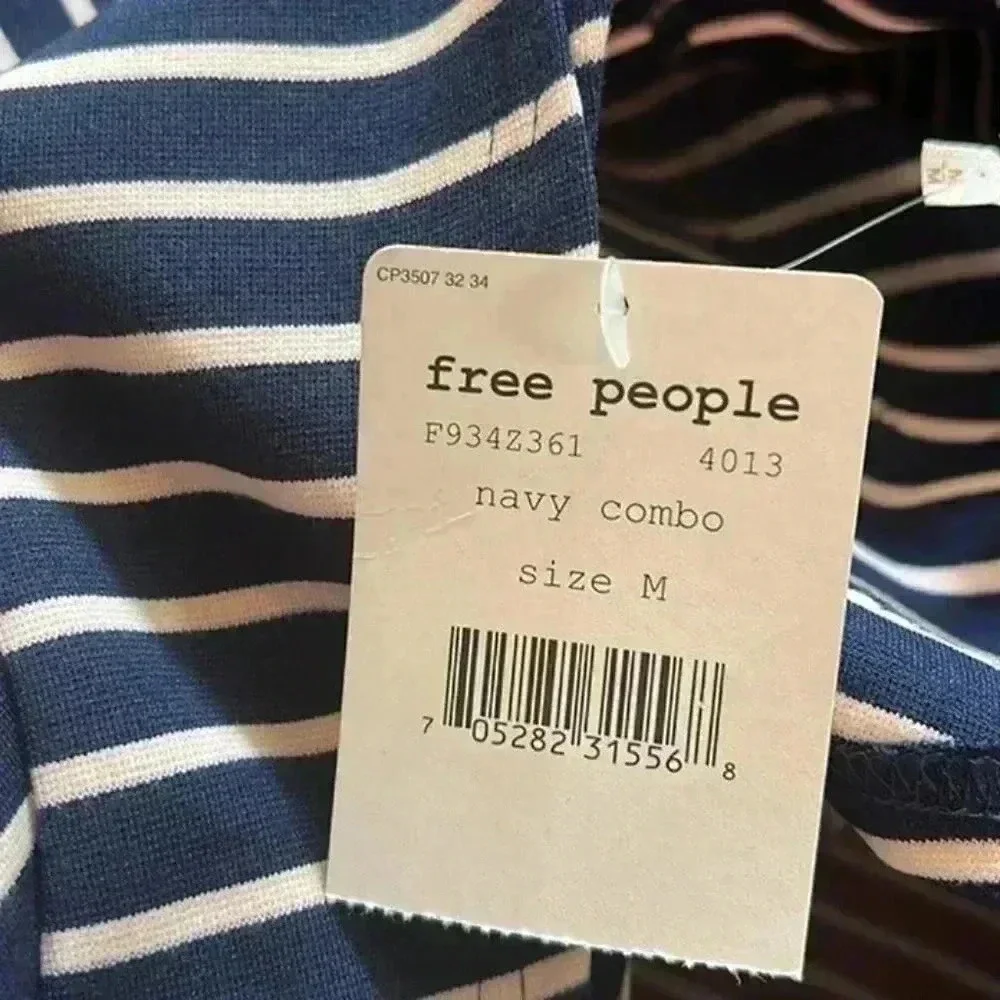 CP3507 32 34
free people
F934Z361 4013
navy combo
size M
7 05282 31556 8